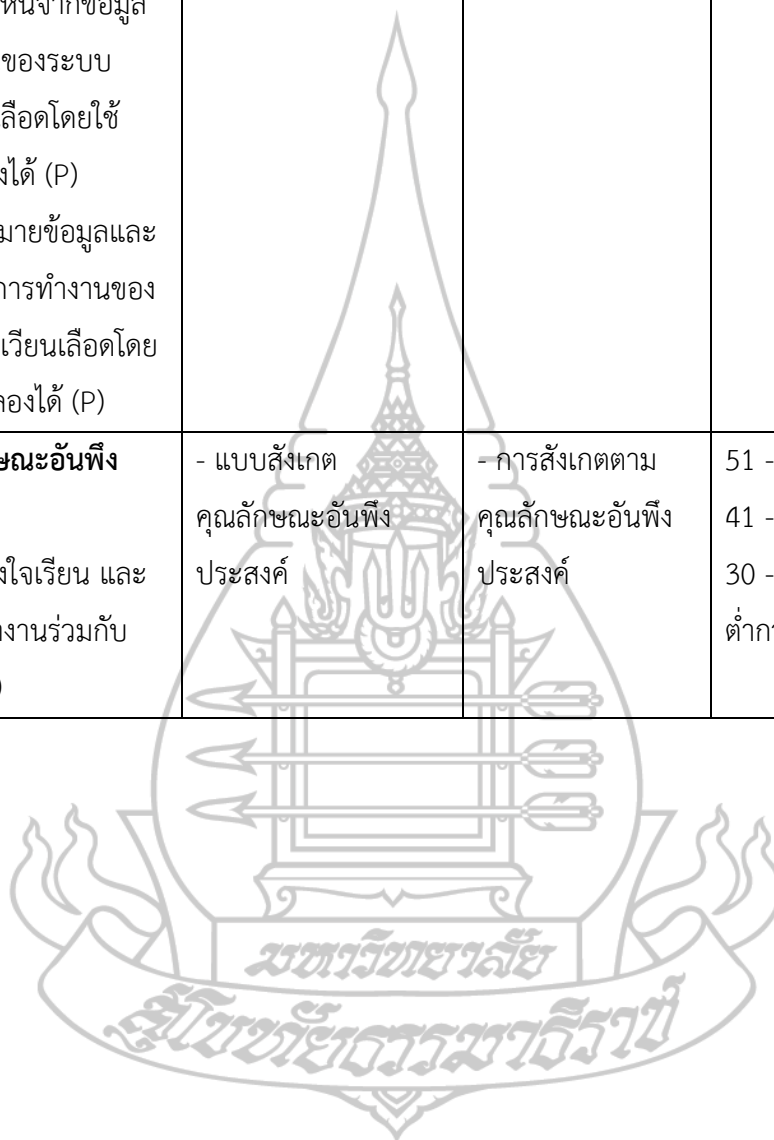 หนจากข้อมูล
ของระบบ
ลือดโดยใช้
งได้ (P)
มายข้อมูลและ
การทำงานของ
เวียนเลือดโดย
ลองได้ (P)
ษณะอันพึง
งใจเรียน และ
างานร่วมกับ
)
- แบบสังเกต
คุณลักษณะอันพึง
ประสงค์
- การสังเกตตาม
คุณลักษณะอันพึง
ประสงค์
51 -
41 -
30 -
ต่ำกว
มหาวิทยาลัย
สุโขทัยธรรมาธิราช